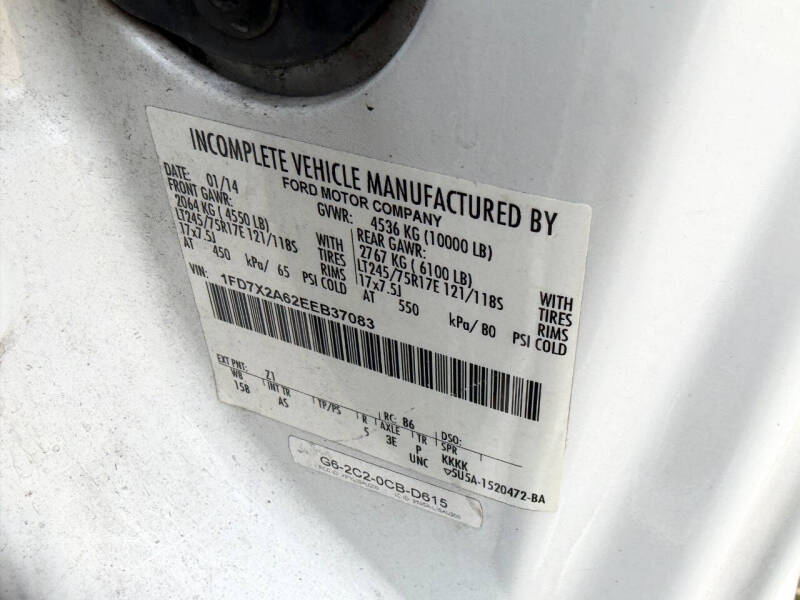 INCOMPLETE VEHICLE MANUFACTURED BY
FORD MOTOR COMPANY
DATE: 01/14 GVWR: 4536 KG (10000 LB)
FRONT GAWR: REAR GAWR:
2064 KG (4550 LB) WITH 2767 KG (6100 LB) WITH
LT245/75R17E 121/118S TIRES LT245/75R17E 121/118S TIRES
17x7.5J RIMS 17x7.5J RIMS
AT 450 kPa/ 65 PSI COLD AT 550 kPa/ 80 PSI COLD
VIN: 1FD7X2A62EEB37083
EXT PNT: Z1 RC: B6 DSO:
WB INT TR TP/PS R AXLE TR SPR
158 AS 5 3E P KKKK
UNC 5U5A-1520472-BA
G6-2C2-0CB-D615